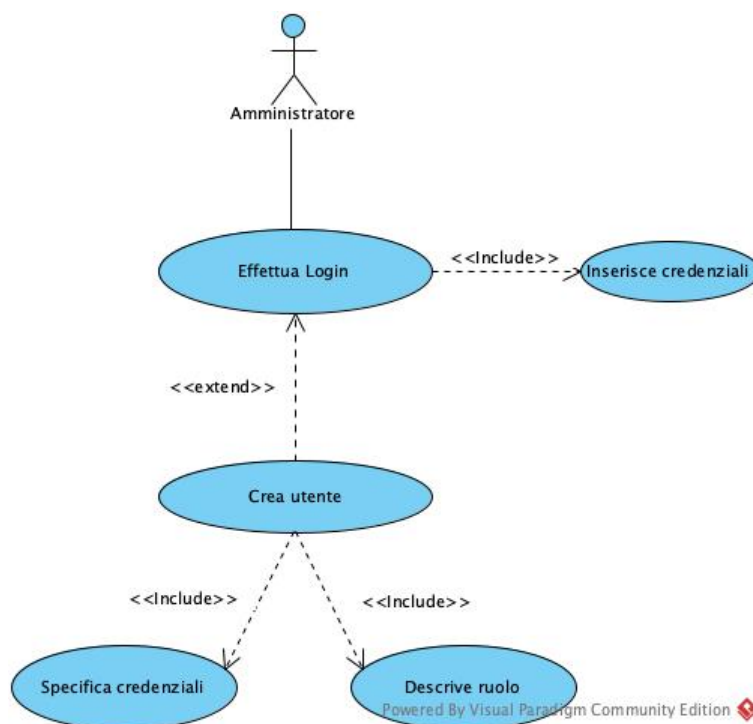 Amministratore
Effettua Login
<<Include>>
Inserisce credenziali
<<extend>>
Crea utente
<<Include>>
<<Include>>
Specifica credenziali
Descrive ruolo
Powered By Visual Paradigm Community Edition